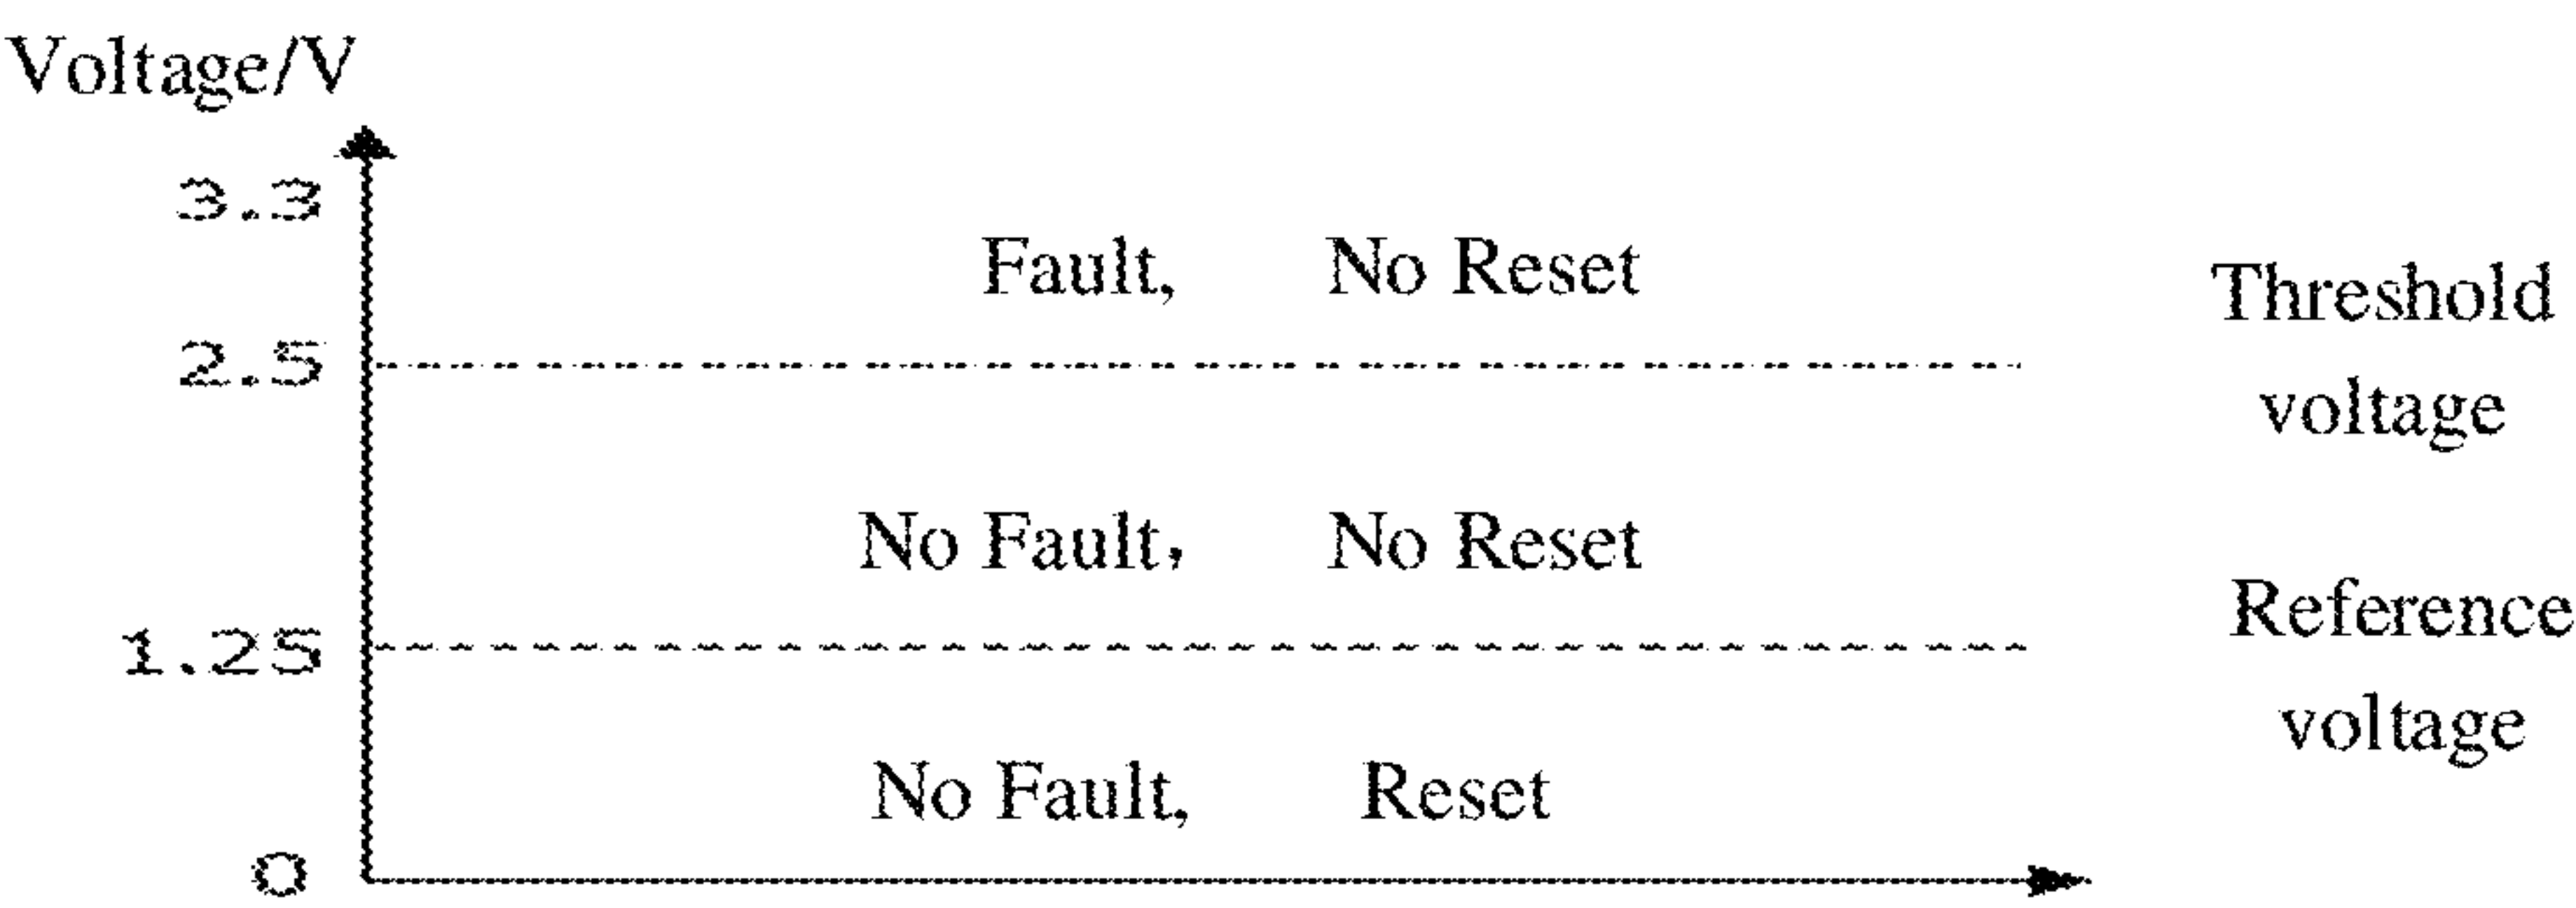 Voltage/V
3.3
Fault, No Reset
Threshold
voltage
2.5
No Fault, No Reset
Reference
voltage
1.25
No Fault, Reset
0